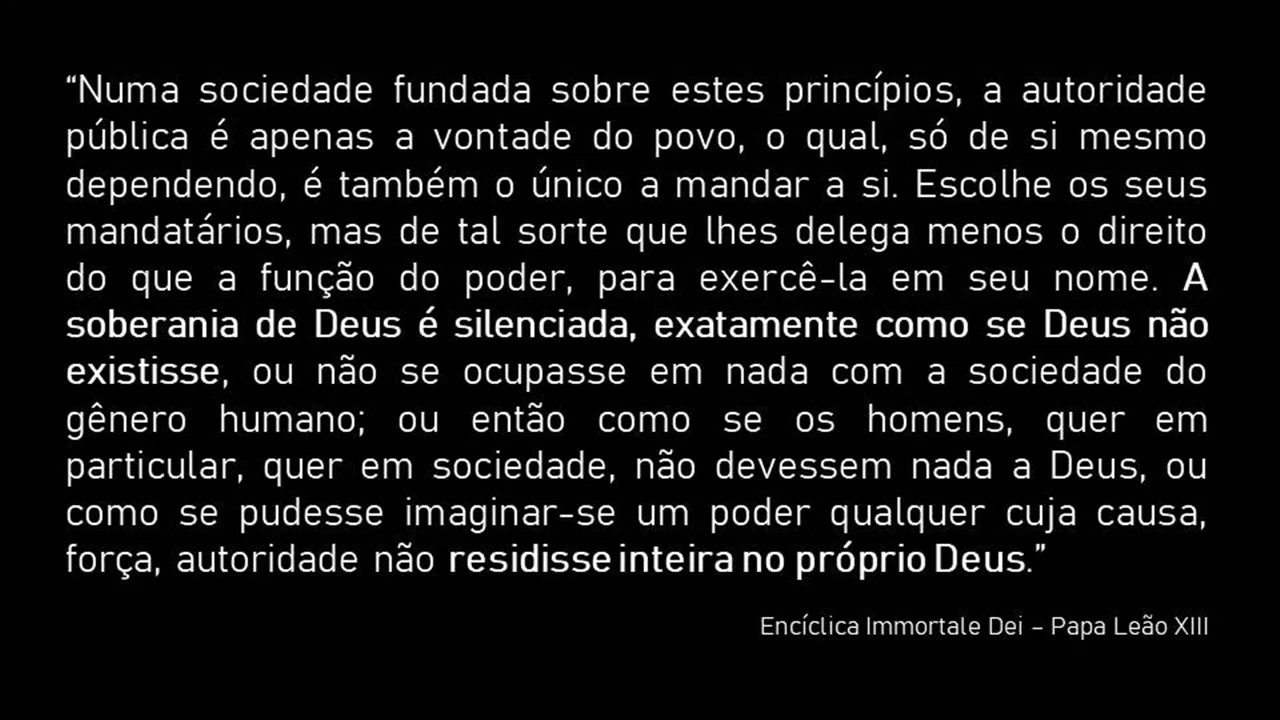 “Numa sociedade fundada sobre estes princípios, a autoridade
pública é apenas a vontade do povo, o qual, só de si mesmo
dependendo, é também o único a mandar a si. Escolhe os seus
mandatários, mas de tal sorte que lhes delega menos o direito
do que a função do poder, para exercê-la em seu nome. A
soberania de Deus é silenciada, exatamente como se Deus não
existisse, ou não se ocupasse em nada com a sociedade do
gênero humano; ou então como se os homens, quer em
particular, quer em sociedade, não devessem nada a Deus, ou
como se pudesse imaginar-se um poder qualquer cuja causa,
força, autoridade não residisse inteira no próprio Deus.”
Encíclica Immortale Dei – Papa Leão XIII